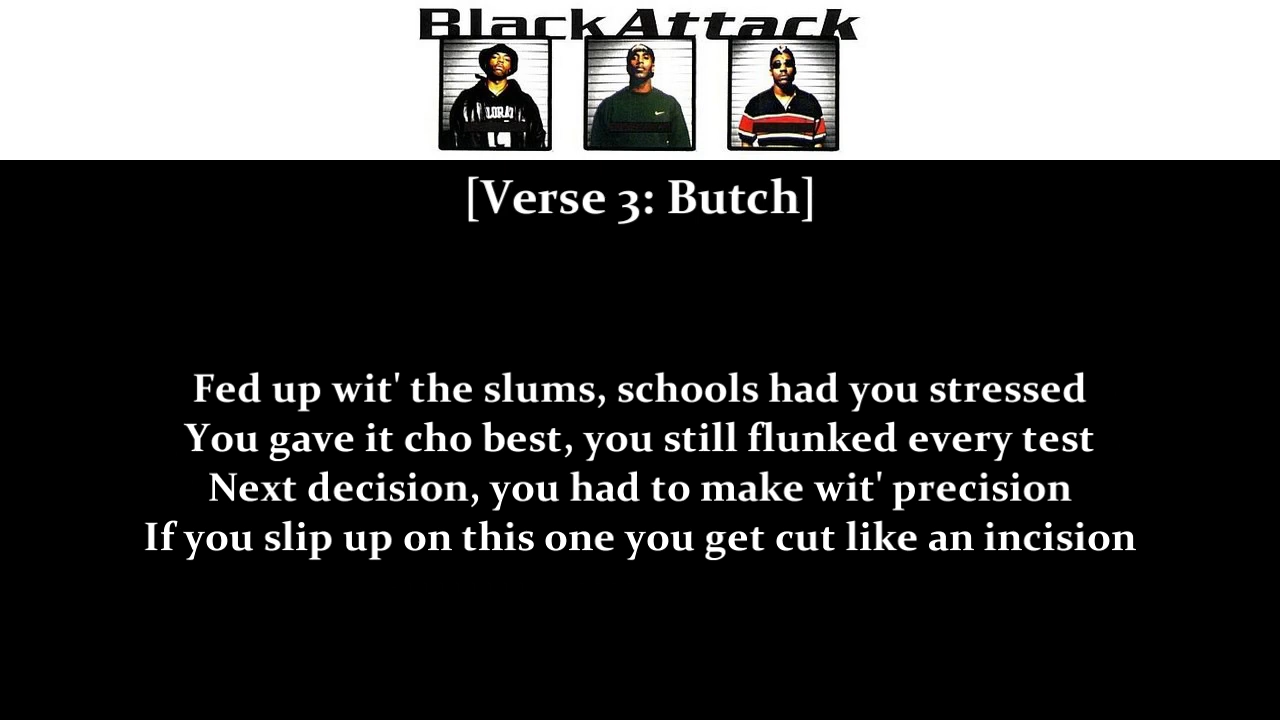 BlackAttack
[Verse 3: Butch]
Fed up wit' the slums, schools had you stressed
You gave it cho best, you still flunked every test
Next decision, you had to make wit' precision
If you slip up on this one you get cut like an incision